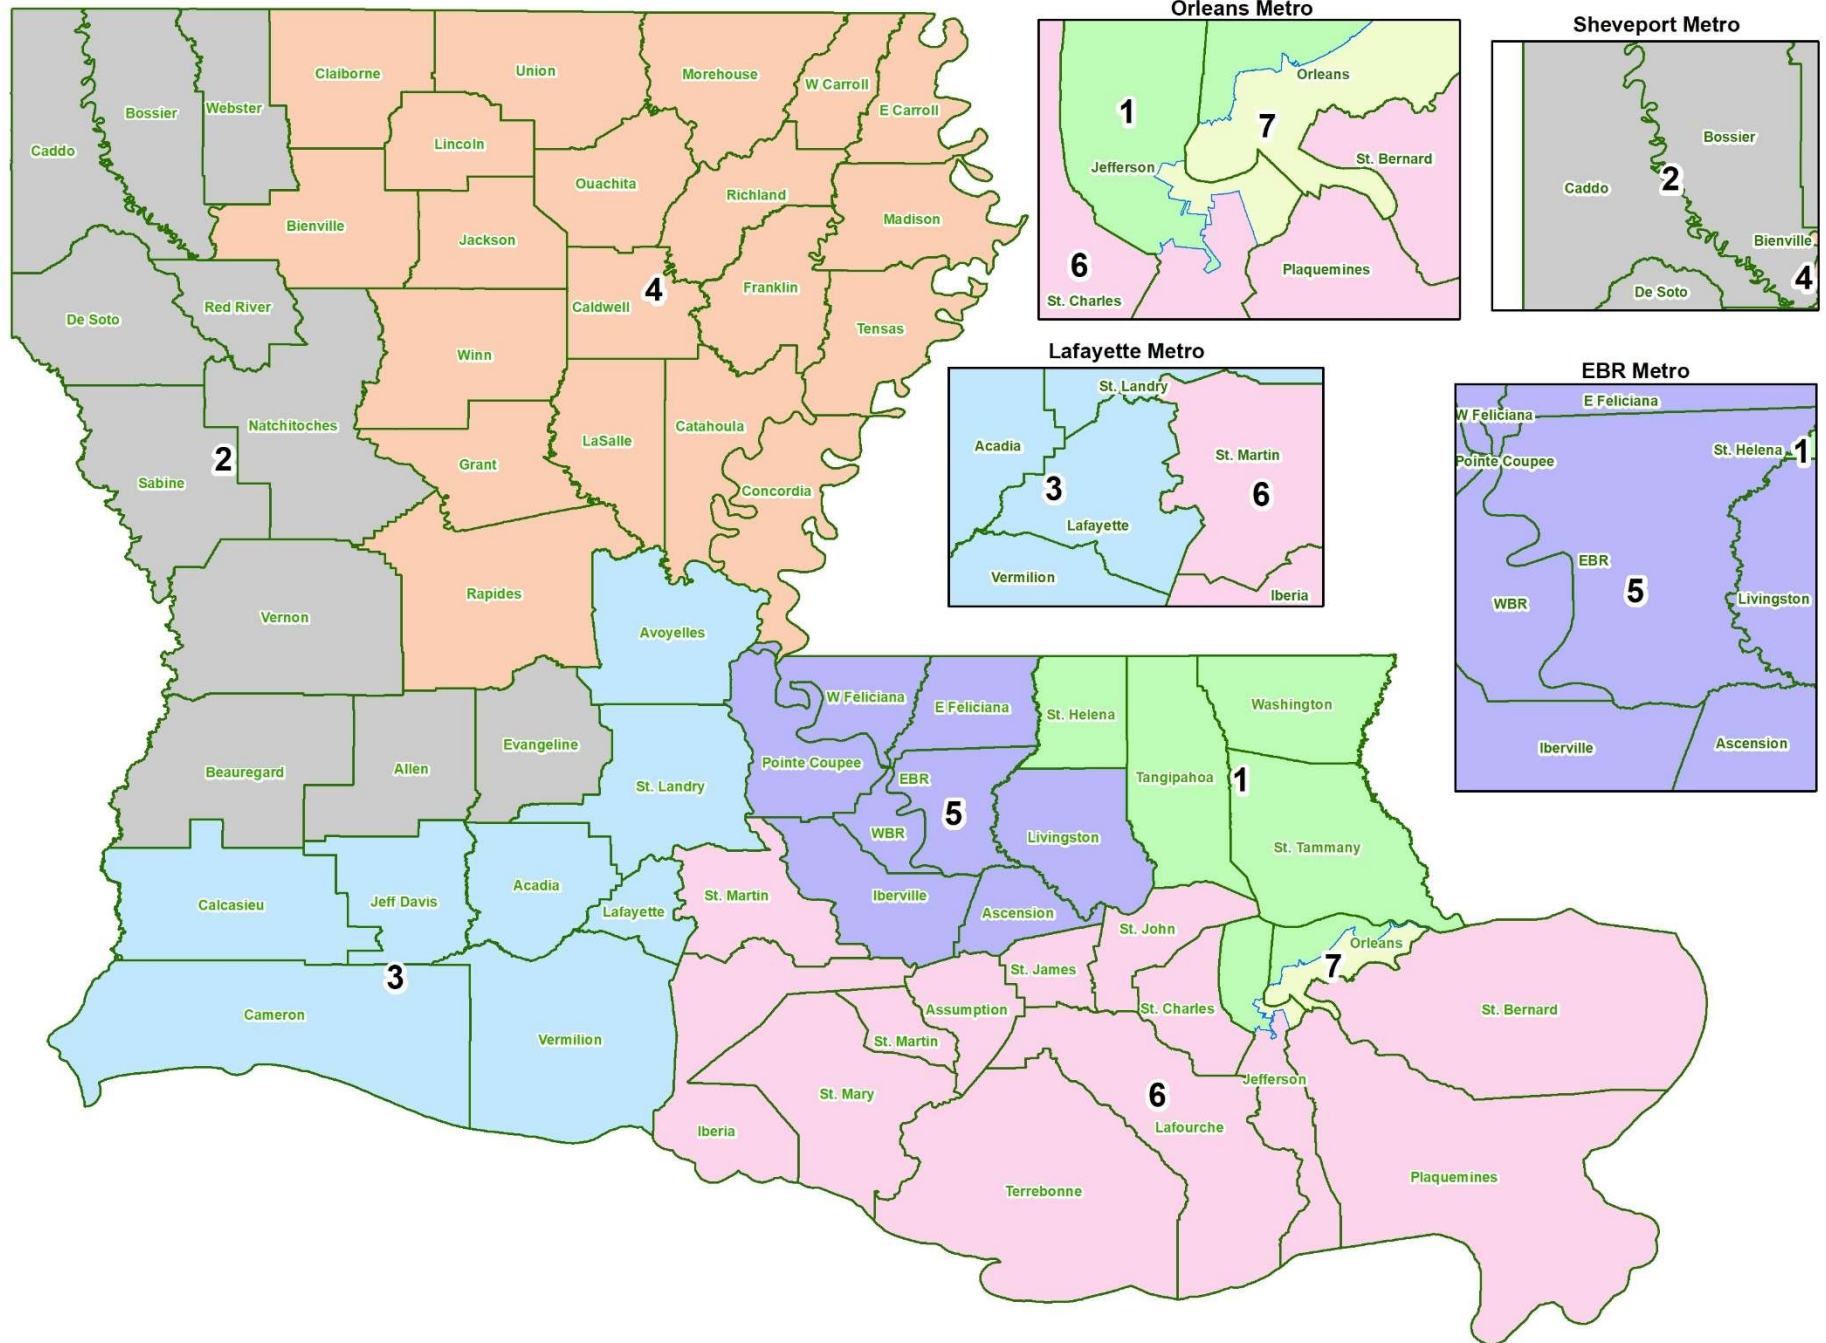 Orleans Metro
Sheveport Metro
Claiborne
Union
Morehouse
W Carroll
E Carroll
Bossier
Webster
Caddo
Lincoln
Ouachita
Richland
Madison
Bienville
Jackson
Red River
De Soto
Caldwell
4
Franklin
Tensas
Winn
Natchitoches
LaSalle
Catahoula
Sabine
2
Grant
Concordia
Vernon
Rapides
Avoyelles
W Feliciana
E Feliciana
St. Helena
Washington
Beauregard
Allen
Evangeline
St. Landry
Pointe Coupee
EBR
5
WBR
Livingston
Tangipahoa
1
St. Tammany
Calcasieu
Jeff Davis
Acadia
Lafayette
St. Martin
Iberville
Ascension
St. John
Orleans
7
3
Cameron
Vermilion
St. James
Assumption
St. Charles
St. Bernard
St. Martin
St. Mary
Iberia
Jefferson
6
Lafourche
Terrebonne
Plaquemines
Orleans
1
7
Jefferson
St. Bernard
6
St. Charles
Plaquemines
Bossier
2
Caddo
Bienville
4
De Soto
Lafayette Metro
St. Landry
Acadia
St. Martin
3
6
Lafayette
Vermilion
Iberia
EBR Metro
E Feliciana
W Feliciana
St. Helena
1
Pointe Coupee
EBR
5
WBR
Livingston
Iberville
Ascension